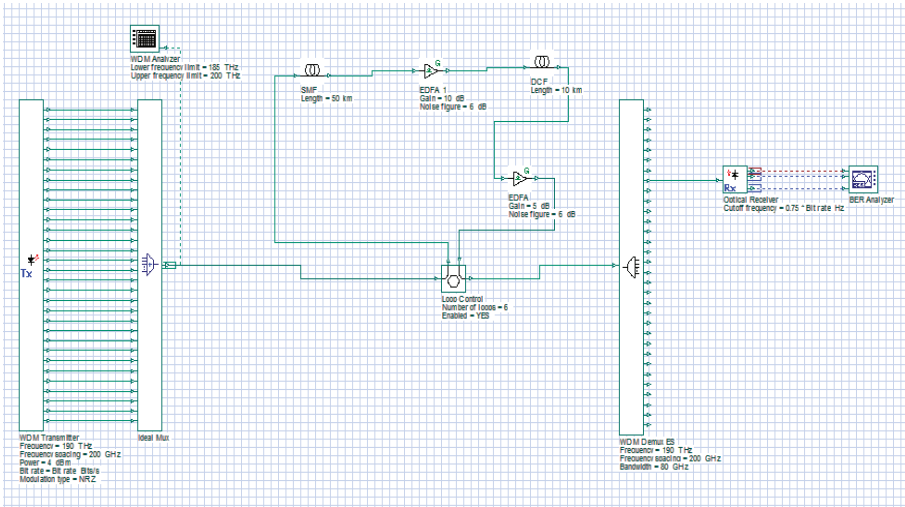 WDM Analyzer
Lower frequency limit = 185 THz
Upper frequency limit = 200 THz
SMF
Length = 50 km
G
EDFA 1
Gain = 10 dB
Noise figure = 6 dB
DCF
Length = 10 km
G
EDFA
Gain = 5 dB
Noise figure = 6 dB
Rx
Optical Receiver
Cutoff frequency = 0.75 * Bit rate Hz
BER Analyzer
Tx
Loop Control
Number of loops = 6
Enabled = YES
WDM Transmitter
Frequency = 190 THz
Frequency spacing = 200 GHz
Power = 4 dBm
Bit rate = Bit rate Bits/s
Modulation type = NRZ
Ideal Mux
WDM Demux ES
Frequency = 190 THz
Frequency spacing = 200 GHz
Bandwidth = 80 GHz